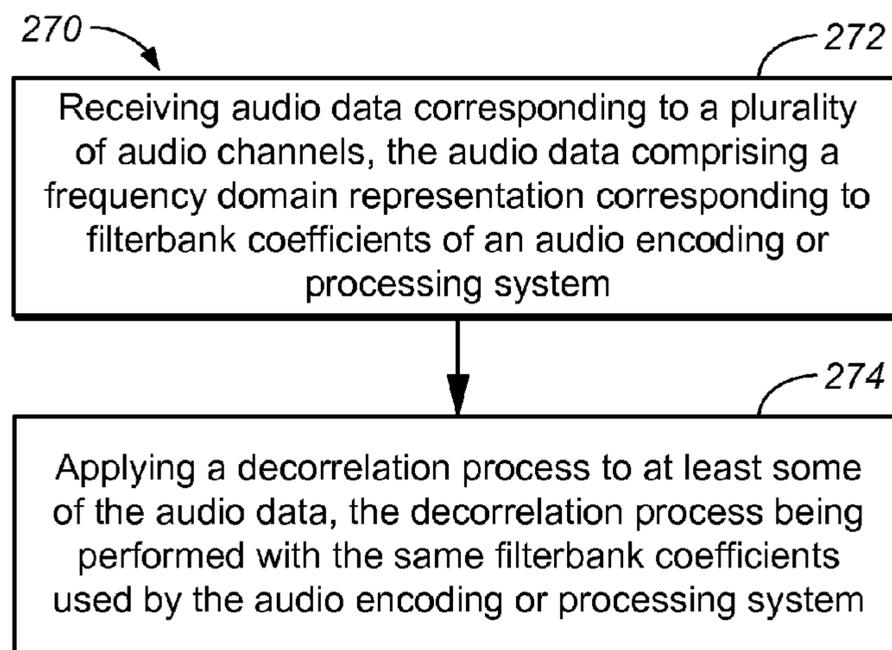 270
272
Receiving audio data corresponding to a plurality
of audio channels, the audio data comprising a
frequency domain representation corresponding to
filterbank coefficients of an audio encoding or
processing system
274
Applying a decorrelation process to at least some
of the audio data, the decorrelation process being
performed with the same filterbank coefficients
used by the audio encoding or processing system